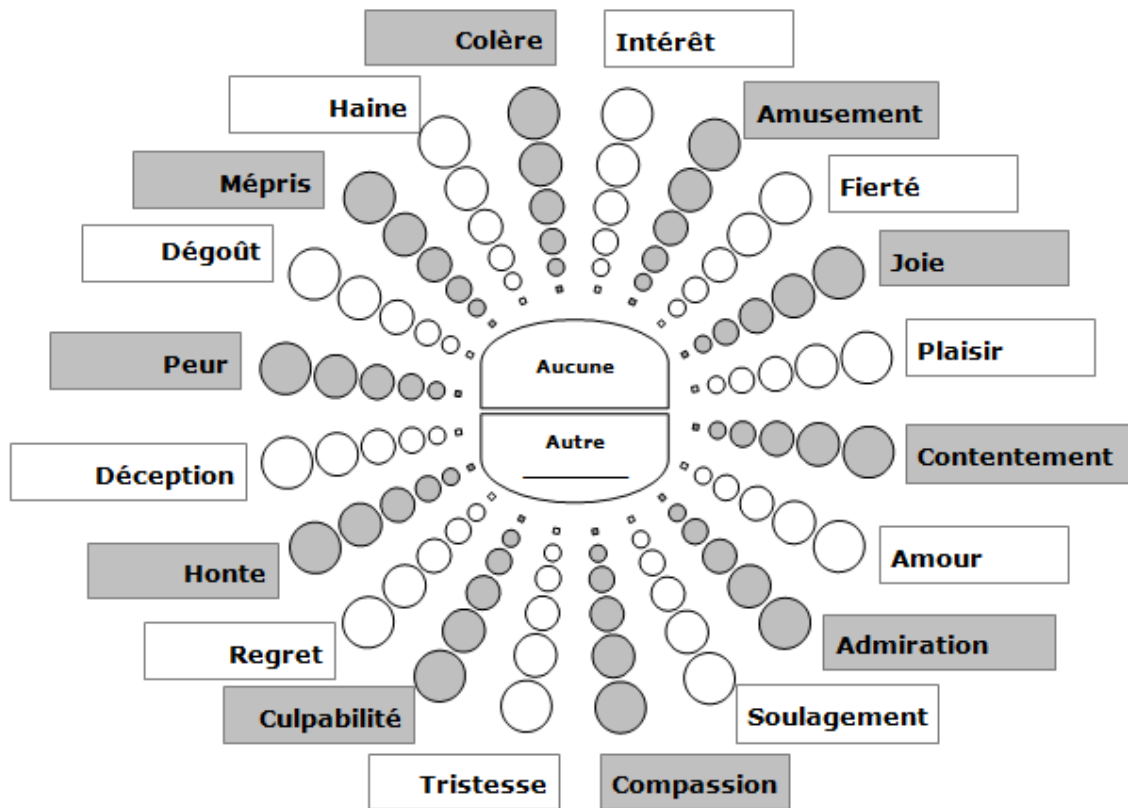 Colère
Intérêt
Haine
Amusement
Mépris
Fierté
Dégoût
Joie
Peur
Plaisir
Aucune
Autre
Déception
Contentement
Honte
Amour
Regret
Admiration
Culpabilité
Soulagement
Tristesse
Compassion